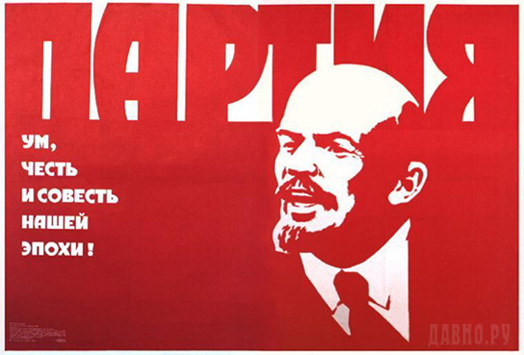 ПАРТИЯ
УМ,
ЧЕСТЬ
И СОВЕСТЬ
НАШЕЙ
ЭПОХИ!
ДАВНО.РУ